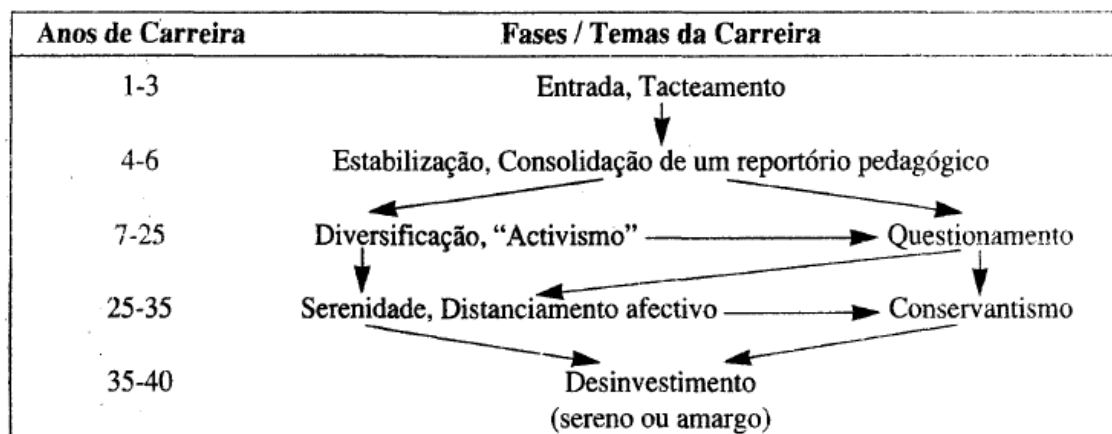 Anos de Carreira Fases / Temas da Carreira
1-3 Entrada, Tacteamento
4-6 Estabilização, Consolidação de um reportório pedagógico
7-25 Diversificação, “Activismo” Questionamento
25-35 Serenidade, Distanciamento afectivo Conservantismo
35-40 Desinvestimento
(sereno ou amargo)